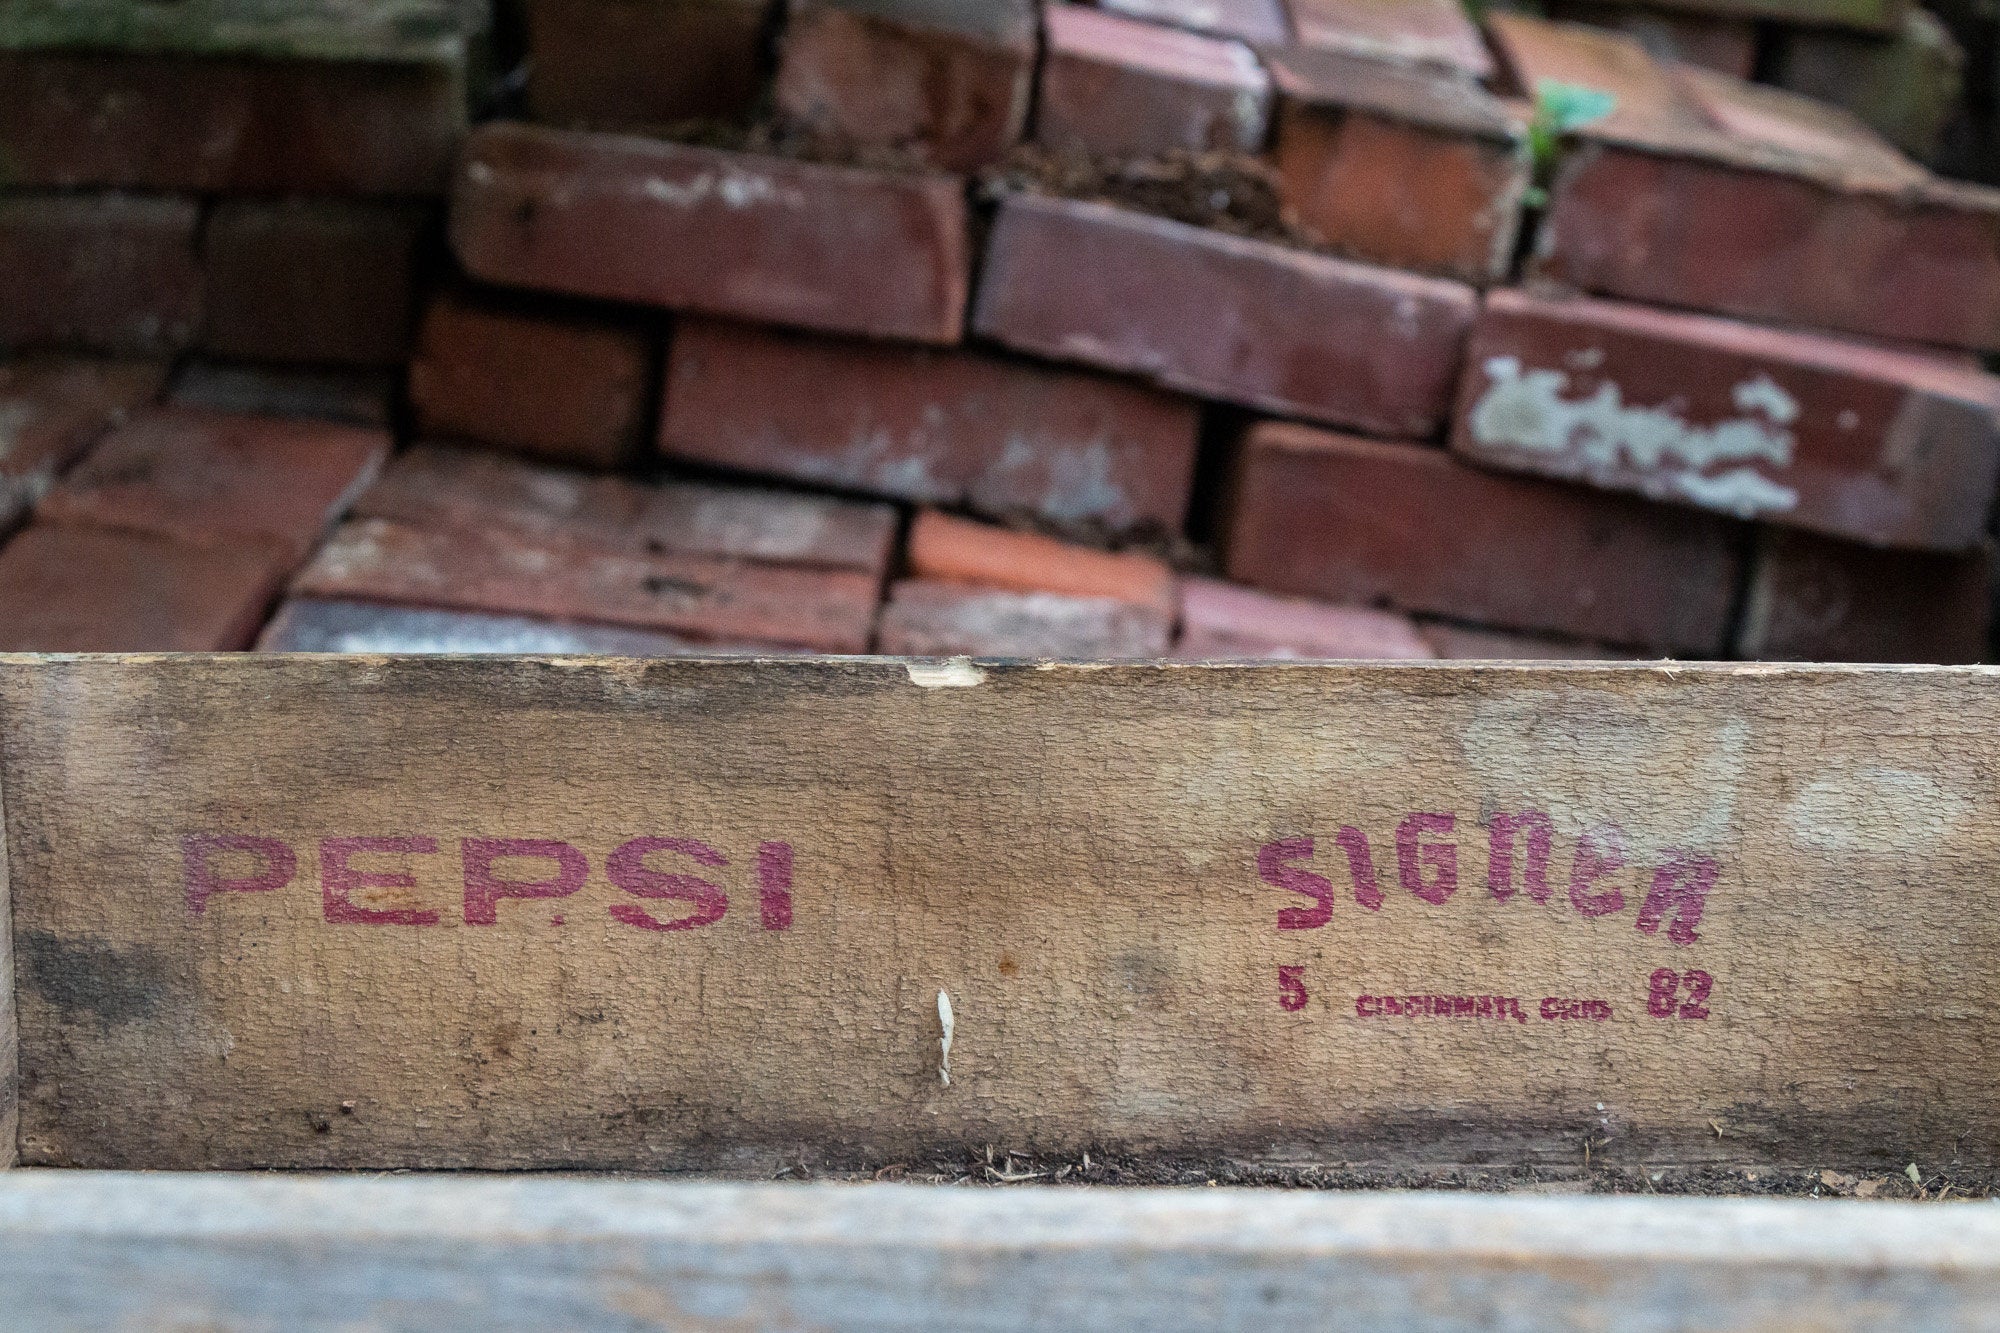 PEPSI
SIGNER
5 CINCINNATI, OHIO 82